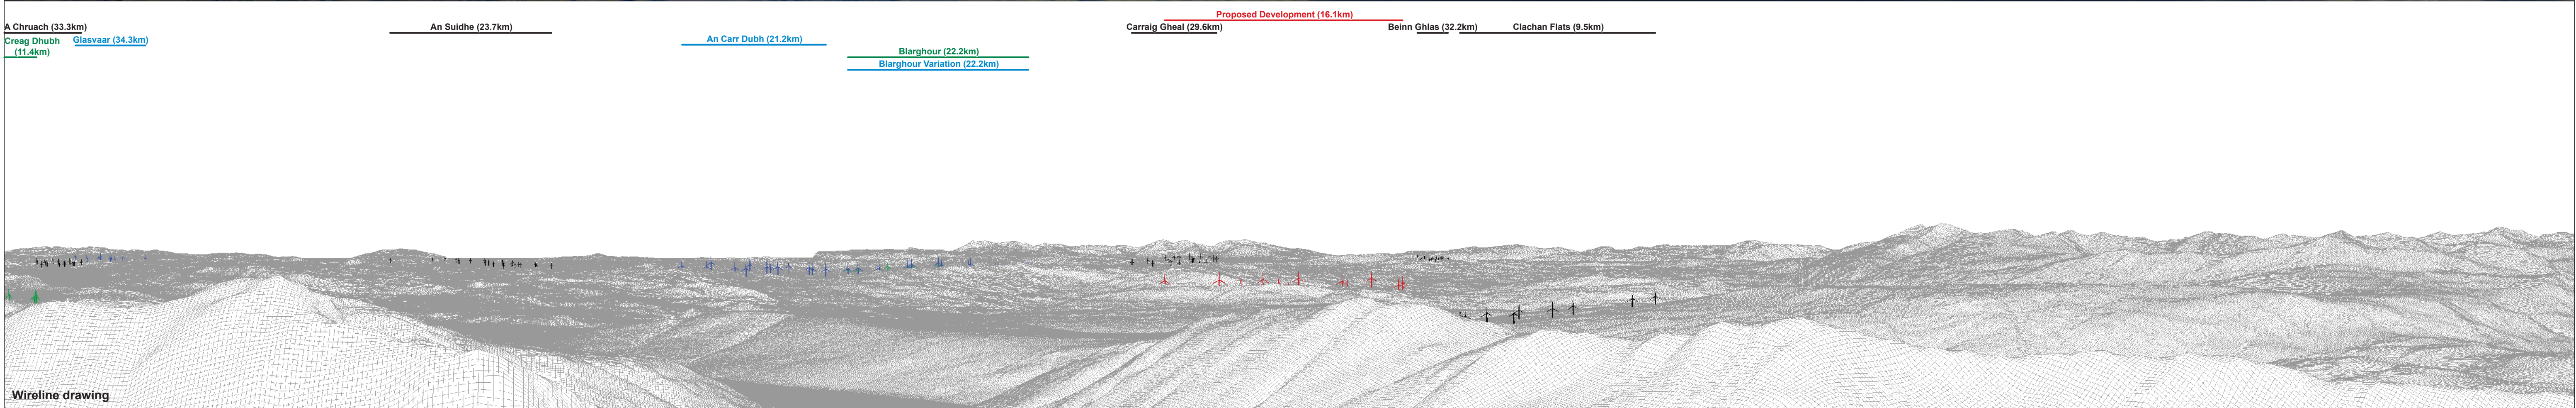 Proposed Development (16.1km)
A Chruach (33.3km)
An Suidhe (23.7km)
Carraig Gheal (29.6km)
Beinn Ghlas (32.2km)
Clachan Flats (9.5km)
Creag Dhubh
(11.4km)
Glasvaar (34.3km)
An Carr Dubh (21.2km)
Blarghour (22.2km)
Blarghour Variation (22.2km)
Wireline drawing